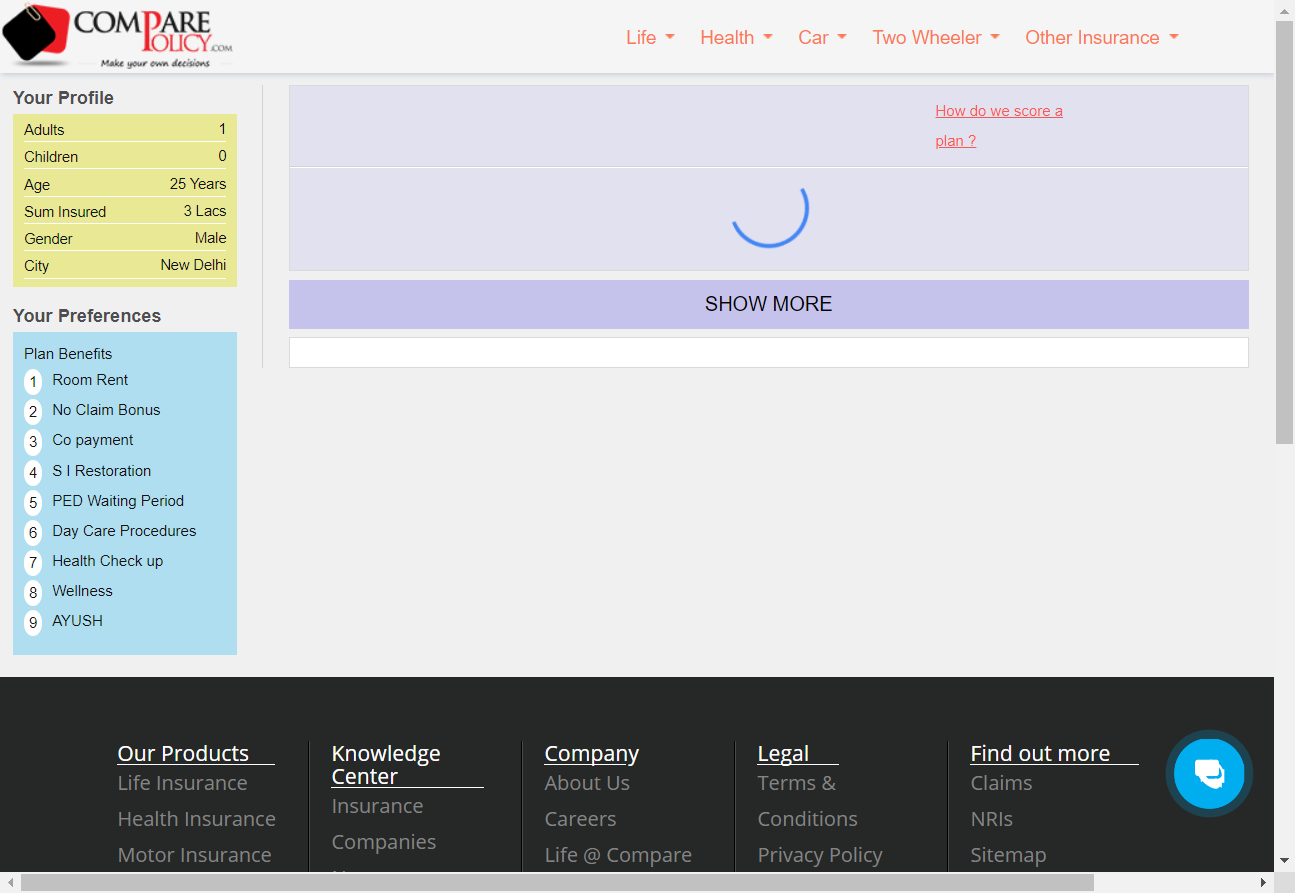 COMPARE
POLICY.COM
Make your own decisions
Life
Health
Car
Two Wheeler
Other Insurance
Your Profile
Adults 1
Children 0
Age 25 Years
Sum Insured 3 Lacs
Gender Male
City New Delhi
Your Preferences
Plan Benefits
1 Room Rent
2 No Claim Bonus
3 Co payment
4 S I Restoration
5 PED Waiting Period
6 Day Care Procedures
7 Health Check up
8 Wellness
9 AYUSH
How do we score a
plan ?
SHOW MORE
Our Products
Life Insurance
Health Insurance
Motor Insurance
Knowledge
Center
Insurance
Companies
Company
About Us
Careers
Life @ Compare
Legal
Terms &
Conditions
Privacy Policy
Find out more
Claims
NRIs
Sitemap